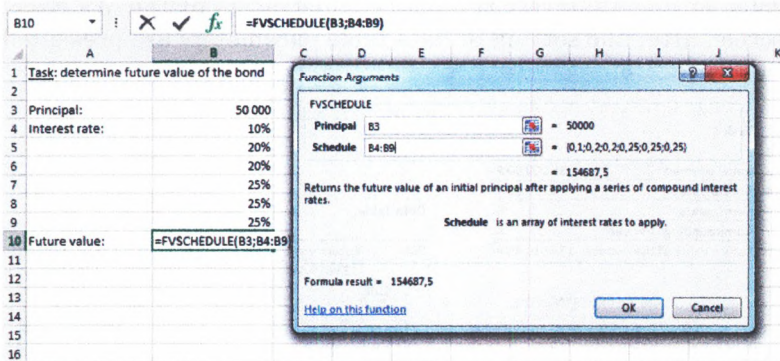 B10 =FVSCHEDULE(B3;B4:B9)
A B C D E F G H I J K
1 Task: determine future value of the bond
2
3 Principal: 50 000
4 Interest rate: 10%
5 20%
6 20%
7 25%
8 25%
9 25%
10 Future value: =FVSCHEDULE(B3;B4:B9)
11
12
13
14
15
16
Function Arguments
FVSCHEDULE
Principal B3 = 50000
Schedule B4:B9 = {0,1;0,2;0,2;0,25;0,25;0,25}
= 154687,5
Returns the future value of an initial principal after applying a series of compound interest
rates.
Schedule is an array of interest rates to apply.
Formula result = 154687,5
Help on this function
OK Cancel